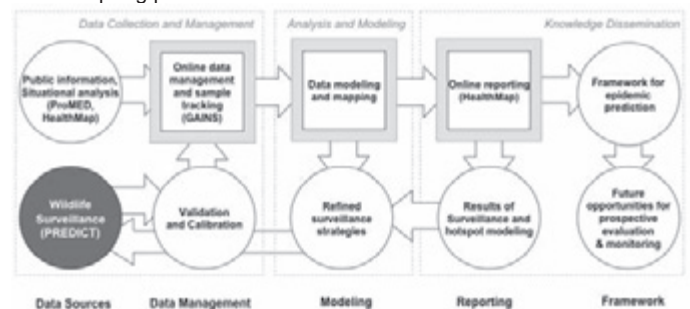 Data Collection and Management
Analysis and Modeling
Knowledge Dissemination
Public information,
Situational analysis
(ProMED,
HealthMap)
Online data
management
and sample
tracking
(GAINS)
Data modeling
and mapping
Online reporting
(HealthMap)
Framework for
epidemic
prediction
Wildlife
Surveillance
(PREDICT)
Validation
and Calibration
Refined
surveillance
strategies
Results of
Surveillance and
hotspot modeling
Future
opportunities for
prospective
evaluation
& monitoring
Data Sources
Data Management
Modeling
Reporting
Framework